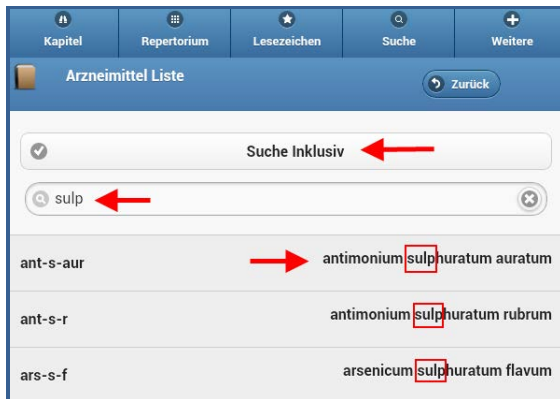 Kapitel Repertorium Lesezeichen Suche Weitere
Arzneimittel Liste Zurück
Suche Inklusiv
sulp
ant-s-aur antimonium sulphuratum auratum
ant-s-r antimonium sulphuratum rubrum
ars-s-f arsenicum sulphuratum flavum